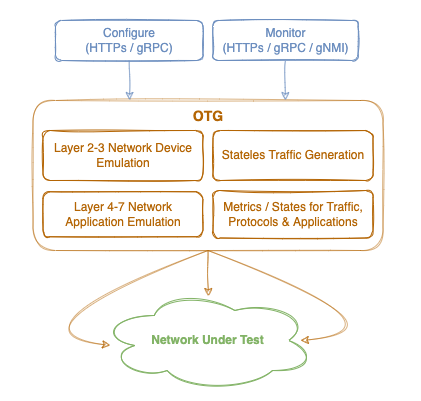 Configure
(HTTPs / gRPC)
Monitor
(HTTPs / gRPC / gNMI)
OTG
Layer 2-3 Network Device
Emulation
Stateles Traffic Generation
Layer 4-7 Network
Application Emulation
Metrics / States for Traffic,
Protocols & Applications
Network Under Test